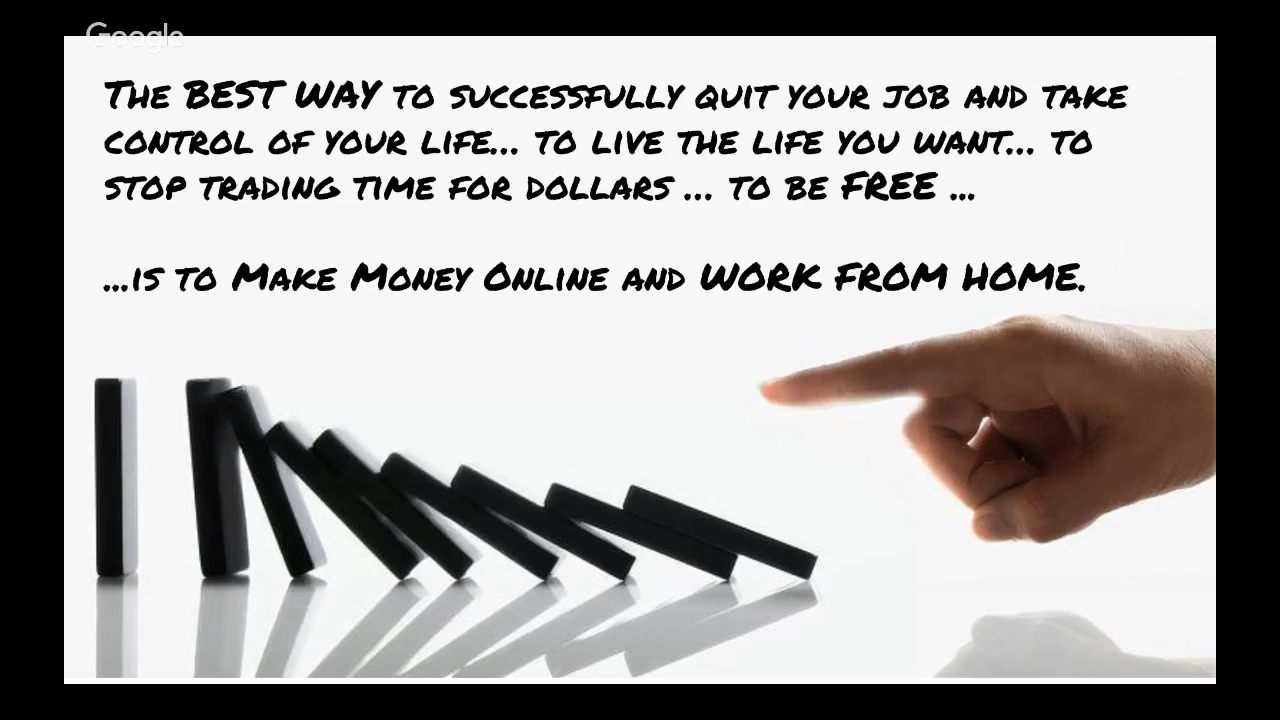 Google
The BEST WAY to successfully quit your job and take
control of your life... to live the life you want... to
stop trading time for dollars ... to be FREE ...
...is to Make Money Online and WORK FROM HOME.